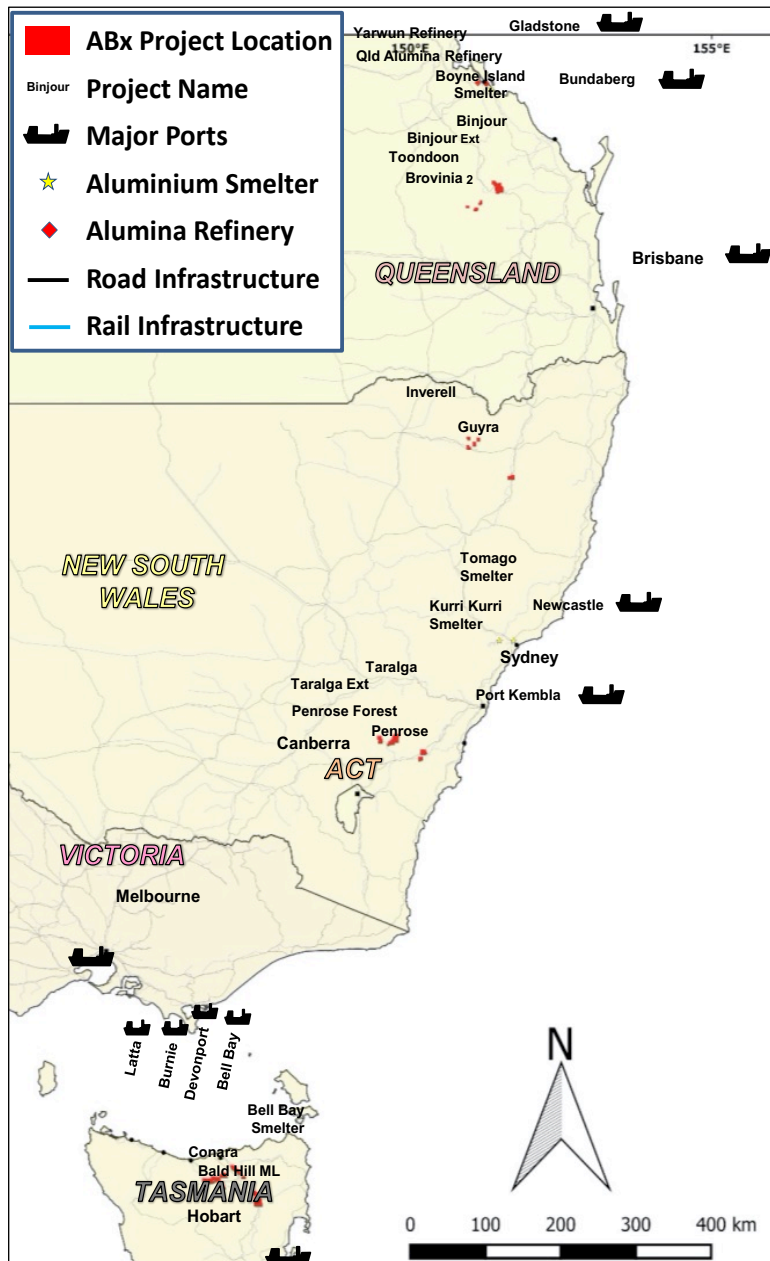 ABx Project Location
Binjour Project Name
Major Ports
Aluminium Smelter
Alumina Refinery
Road Infrastructure
Rail Infrastructure
150°E
155°E
Yarwun Refinery
Gladstone
Qld Alumina Refinery
Boyne Island
Smelter
Bundaberg
Binjour
Binjour Ext
Toondoon
Brovinia 2
Brisbane
QUEENSLAND
Inverell
Guyra
NEW SOUTH
WALES
Tomago
Smelter
Kurri Kurri
Smelter
Newcastle
Sydney
Taralga
Taralga Ext
Port Kembla
Penrose Forest
Penrose
Canberra
ACT
VICTORIA
Melbourne
Latta
Burnie
Devonport
Bell Bay
Bell Bay
Smelter
Conara
Bald Hill ML
TASMANIA
Hobart
N
0 100 200 300 400 km